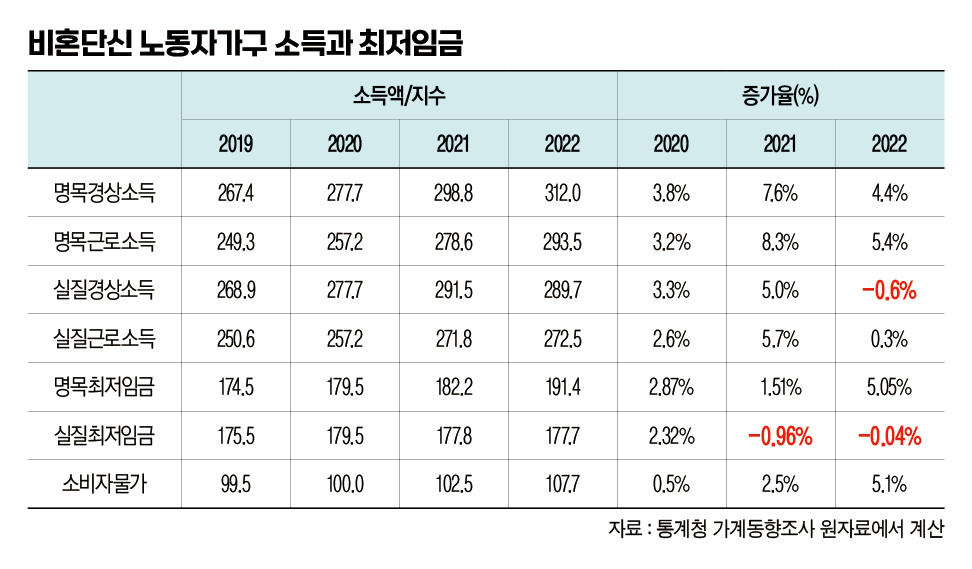 비혼단신 노동자가구 소득과 최저임금
소득액/지수 증가율(%)
2019 2020 2021 2022 2020 2021 2022
명목경상소득 267.4 277.7 298.8 312.0 3.8% 7.6% 4.4%
명목근로소득 249.3 257.2 278.6 293.5 3.2% 8.3% 5.4%
실질경상소득 268.9 277.7 291.5 289.7 3.3% 5.0% -0.6%
실질근로소득 250.6 257.2 271.8 272.5 2.6% 5.7% 0.3%
명목최저임금 174.5 179.5 182.2 191.4 2.87% 1.51% 5.05%
실질최저임금 175.5 179.5 177.8 177.7 2.32% -0.96% -0.04%
소비자물가 99.5 100.0 102.5 107.7 0.5% 2.5% 5.1%
자료 : 통계청 가계동향조사 원자료에서 계산